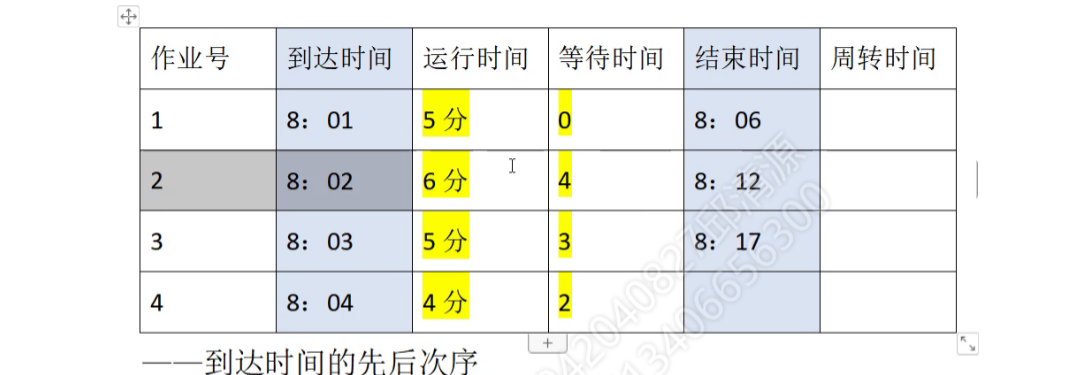 作业号 到达时间 运行时间 等待时间 结束时间 周转时间
1 8：01 5分 0 8：06
2 8：02 6分 4 8：12
3 8：03 5分 3 8：17
4 8：04 4分 2
——到达时间的先后次序